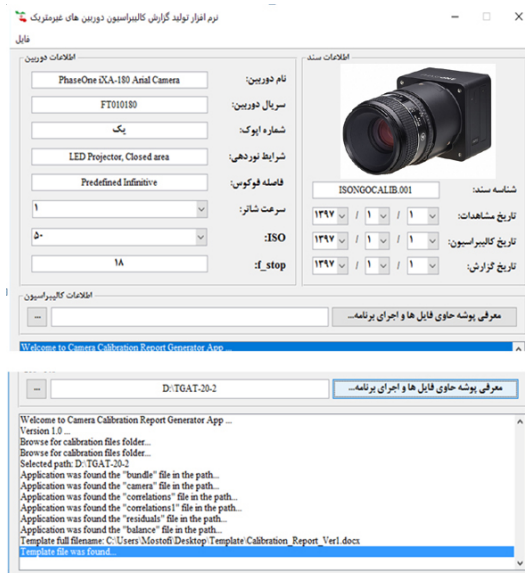 نرم افزار تولید گزارش کالیبراسیون دوربین های غیرمتریک
فایل
اطلاعات سند
شناسه سند: ISONGOCALIB.001
تاریخ مشاهدات: ۱ / ۱ / ۱۳۹۷
تاریخ کالیبراسیون: ۱ / ۱ / ۱۳۹۷
تاریخ گزارش: ۱ / ۱ / ۱۳۹۷
اطلاعات دوربین
نام دوربین: PhaseOne iXA-180 Arial Camera
سریال دوربین: FT010180
شماره اپوک: یک
شرایط نوردهی: LED Projector, Closed area
فاصله فوکوس: Predefined Infinitive
سرعت شاتر: ۱
ISO: ۵۰
f_stop: ۱۸
اطلاعات کالیبراسیون
معرفی پوشه حاوی فایل ها و اجرای برنامه...
...
Welcome to Camera Calibration Report Generator App ...
معرفی پوشه حاوی فایل ها و اجرای برنامه...
D:\TGAT-20-2
...
Welcome to Camera Calibration Report Generator App ...
Version 1.0 ...
Browse for calibration files folder...
Browse for calibration files folder...
Selected path: D:\TGAT-20-2
Application was found the "bundle" file in the path...
Application was found the "camera" file in the path...
Application was found the "correlations" file in the path...
Application was found the "correlations1" file in the path...
Application was found the "residuals" file in the path...
Application was found the "balance" file in the path...
Template full filename: C:\Users\Mostofi\Desktop\Template\Calibration_Report_Ver1.docx
Template file was found...